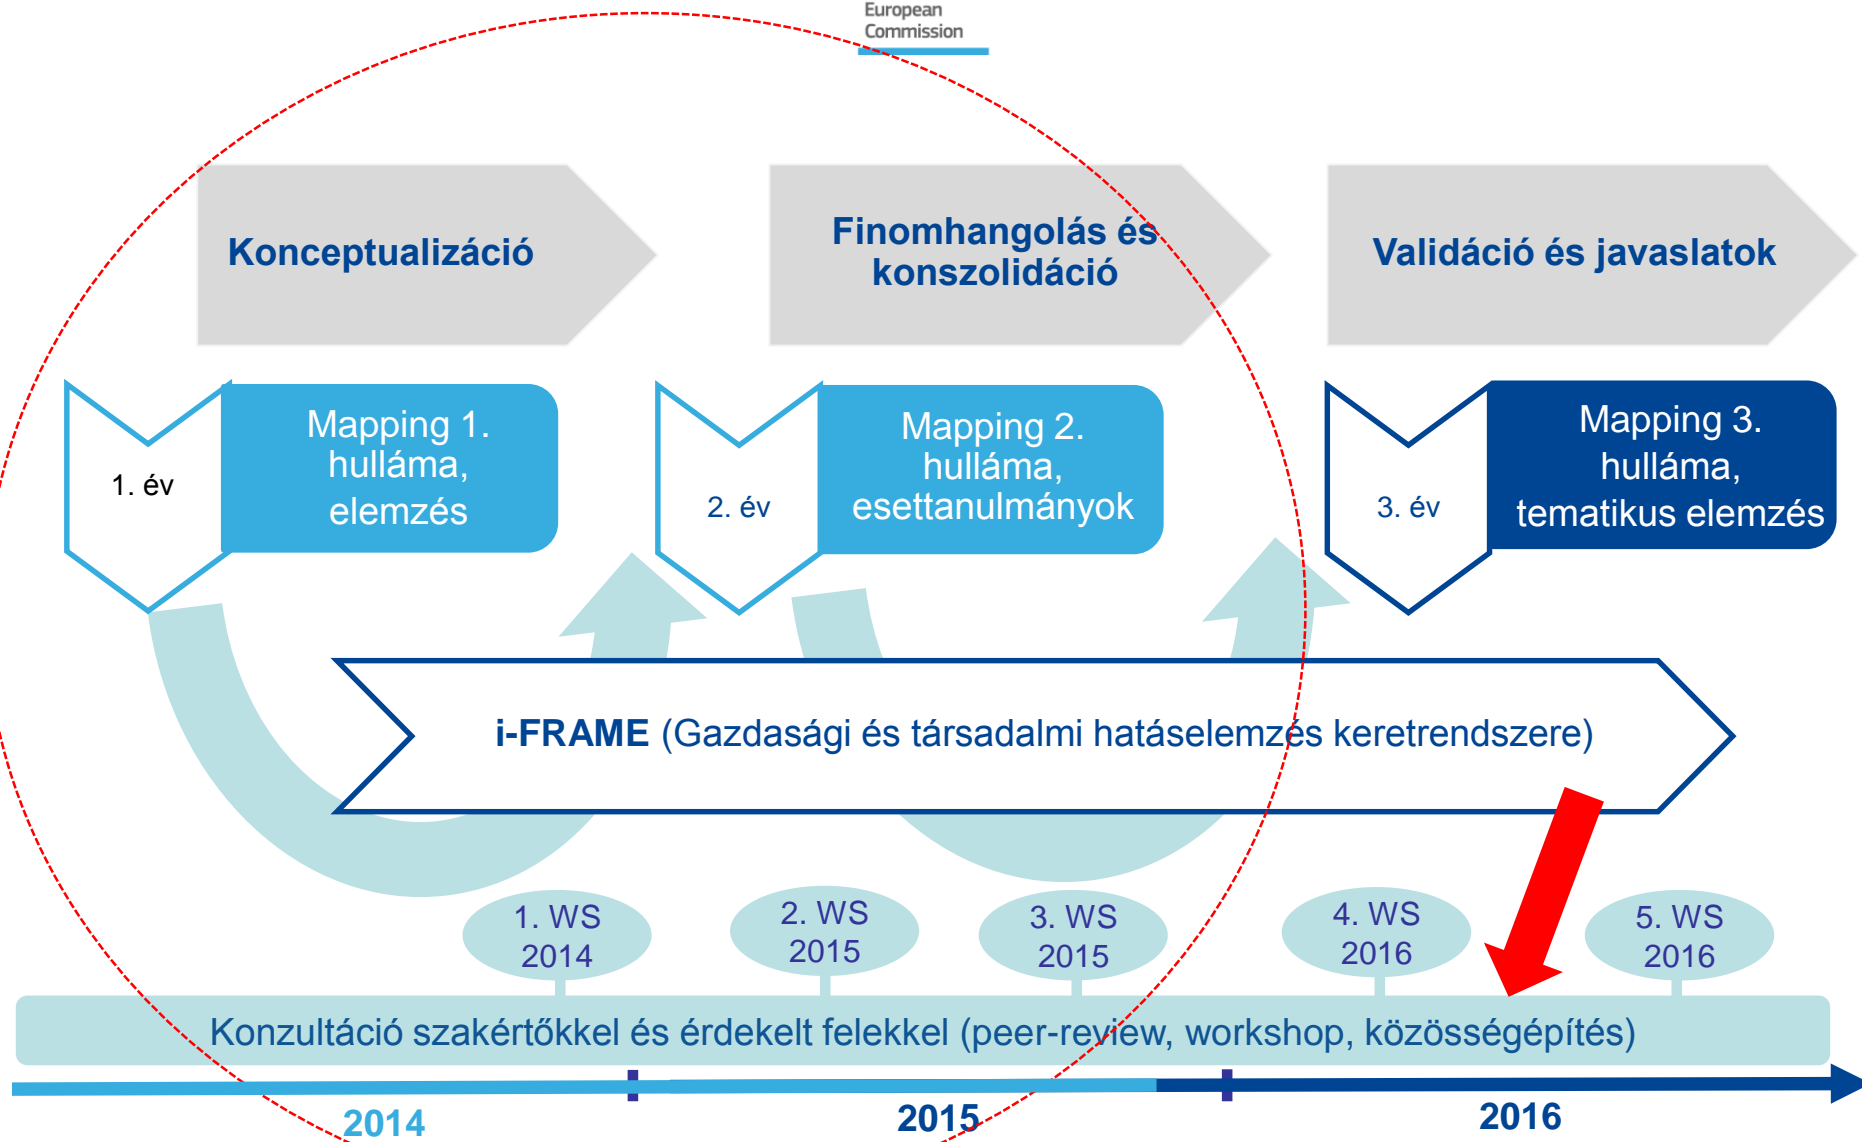 European
Commission
Konceptualizáció
Finomhangolás és
konszolidáció
Validáció és javaslatok
1. év
Mapping 1.
hulláma,
elemzés
2. év
Mapping 2.
hulláma,
esettanulmányok
3. év
Mapping 3.
hulláma,
tematikus elemzés
i-FRAME (Gazdasági és társadalmi hatáselemzés keretrendszere)
1. WS
2014
2. WS
2015
3. WS
2015
4. WS
2016
5. WS
2016
Konzultáció szakértőkkel és érdekelt felekkel (peer-review, workshop, közösségépítés)
2014
2015
2016